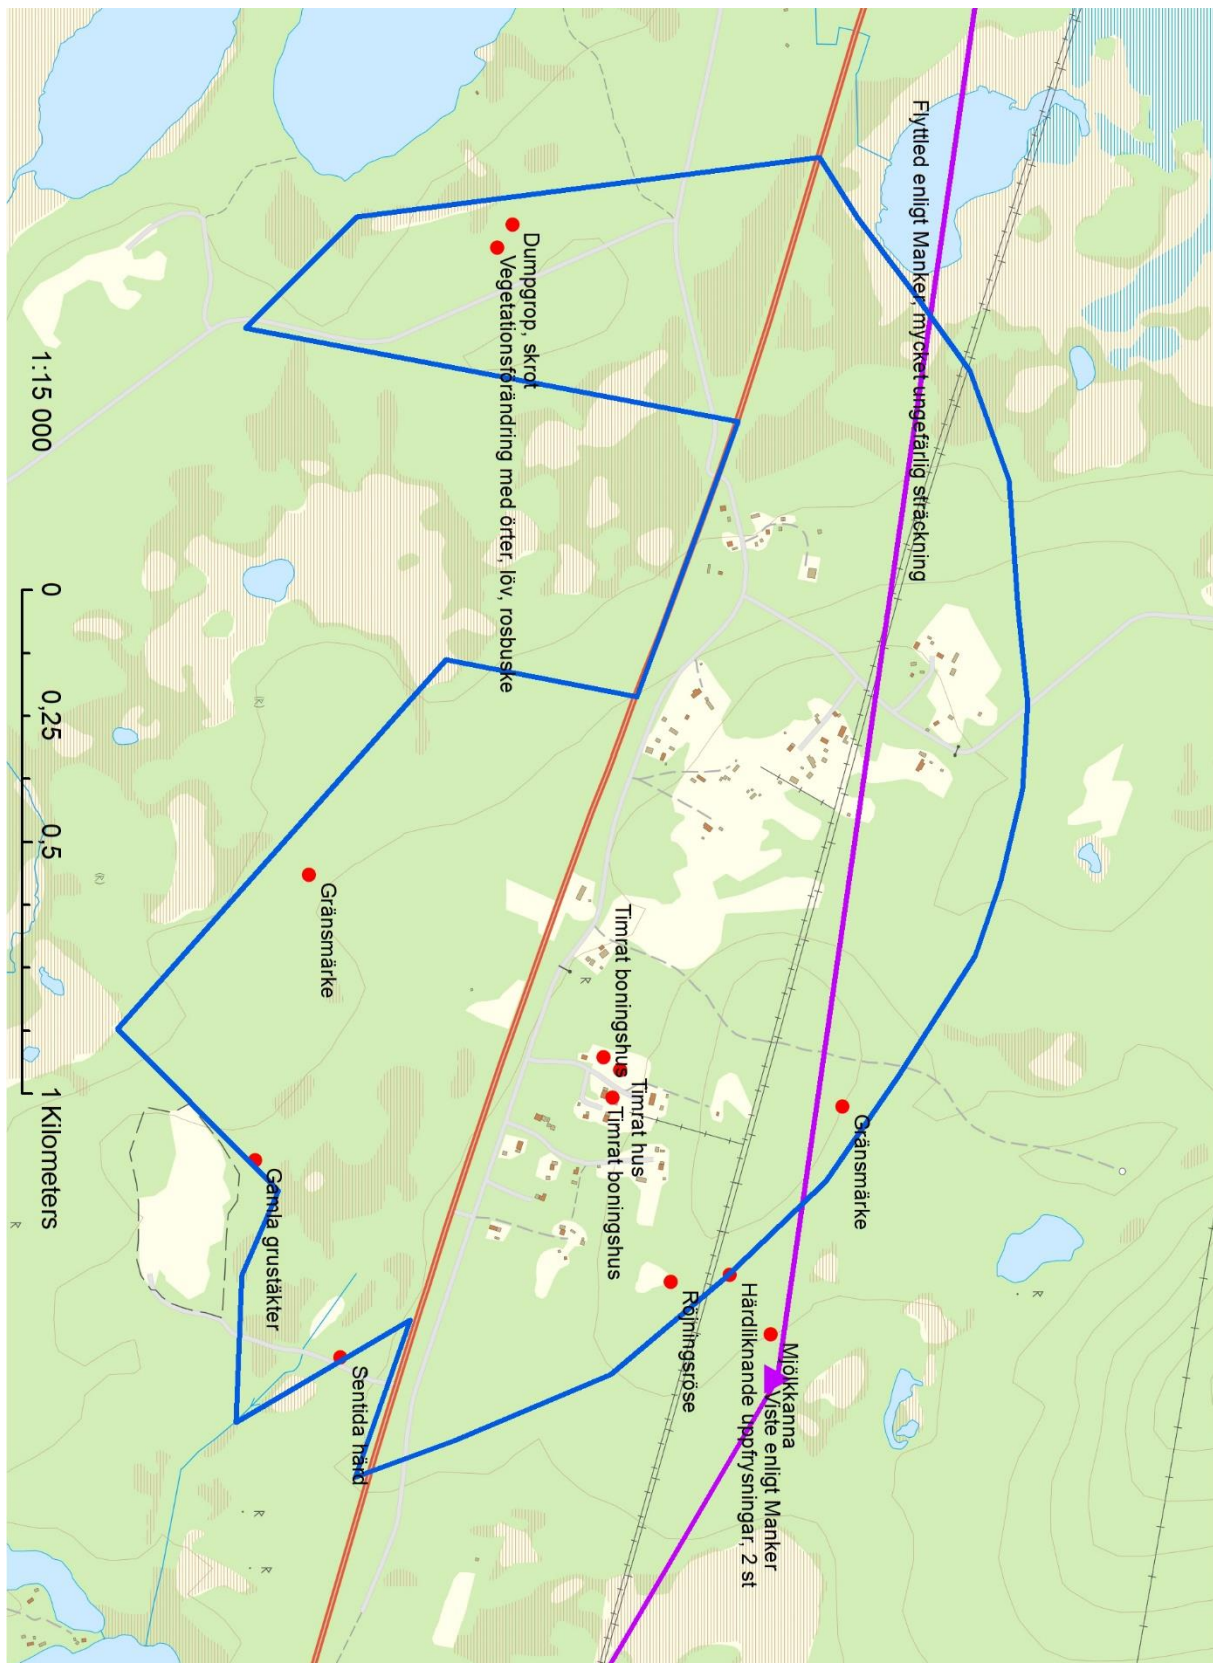 Flyttled enligt Manker, mycket ungefärlig sträckning
Dumpgrop, skrot
Vegetationsförändring med örter, löv, rosbuske
Gränsmärke
Timrat boningshus
Timrat hus
Timrat boningshus
Gränsmärke
Gamla grustäkter
Röjningsröse
Härdliknande uppfrysningar, 2 st
Mjölkkanna
Viste enligt Manker
Sentida härd
R
R
R
R
R
(R)
(R)
1:15 000
0
0,25
0,5
1 Kilometers